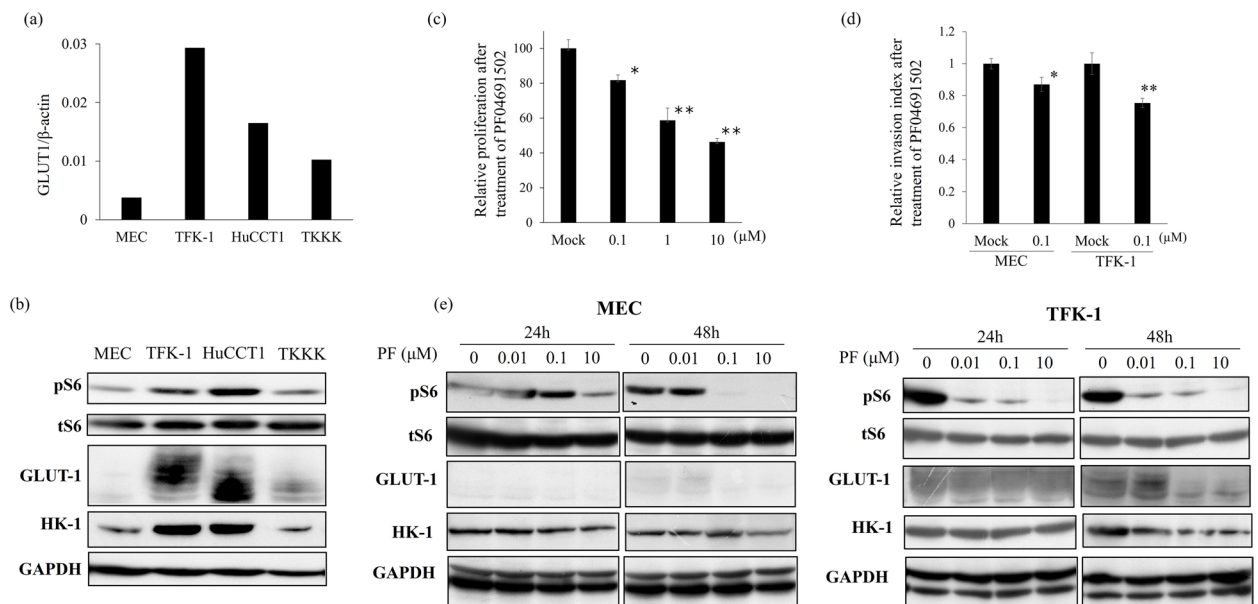 (a)
GLUT1/β-actin
0.03
0.02
0.01
0
MEC TFK-1 HuCCT1 TKKK
(c)
Relative proliferation after
treatment of PF04691502
100
80
60
40
20
0
*
**
**
Mock 0.1 1 10 (μM)
(d)
Relative invasion index after
treatment of PF04691502
1.2
1
0.8
0.6
0.4
0.2
0
*
**
Mock 0.1 Mock 0.1 (μM)
MEC TFK-1
(b)
MEC TFK-1 HuCCT1 TKKK
pS6
tS6
GLUT-1
HK-1
GAPDH
(e)
MEC
24h 48h
PF (μM) 0 0.01 0.1 10 0 0.01 0.1 10
pS6
tS6
GLUT-1
HK-1
GAPDH
TFK-1
24h 48h
PF (μM) 0 0.01 0.1 10 0 0.01 0.1 10
pS6
tS6
GLUT-1
HK-1
GAPDH